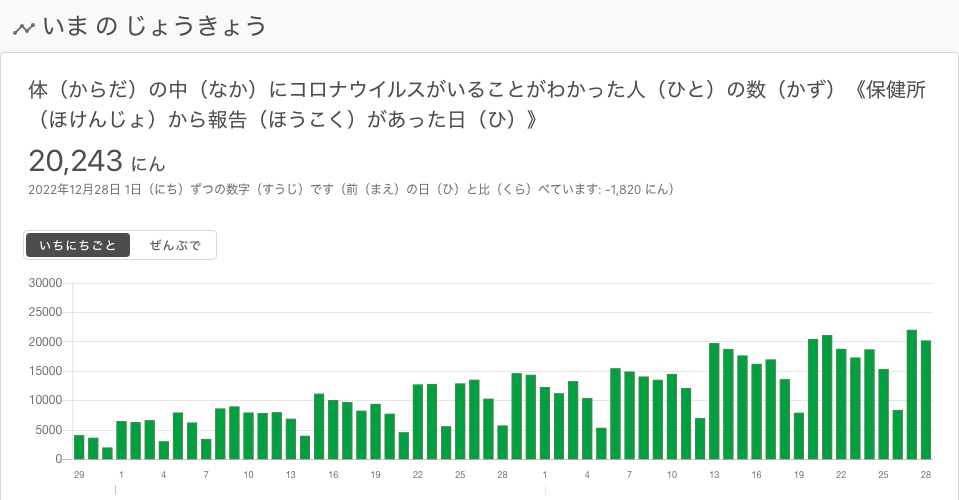 いま の じょうきょう
体（からだ）の中（なか）にコロナウイルスがいることがわかった人（ひと）の数（かず）《保健所
（ほけんじょ）から報告（ほうこく）があった日（ひ）》
20,243 にん
2022年12月28日 1日（にち）ずつの数字（すうじ）です（前（まえ）の日（ひ）と比（くら）べています: -1,820 にん）
いちにちごと ぜんぶで
30000
25000
20000
15000
10000
5000
0
29 1 4 7 10 13 16 19 22 25 28 1 4 7 10 13 16 19 22 25 28